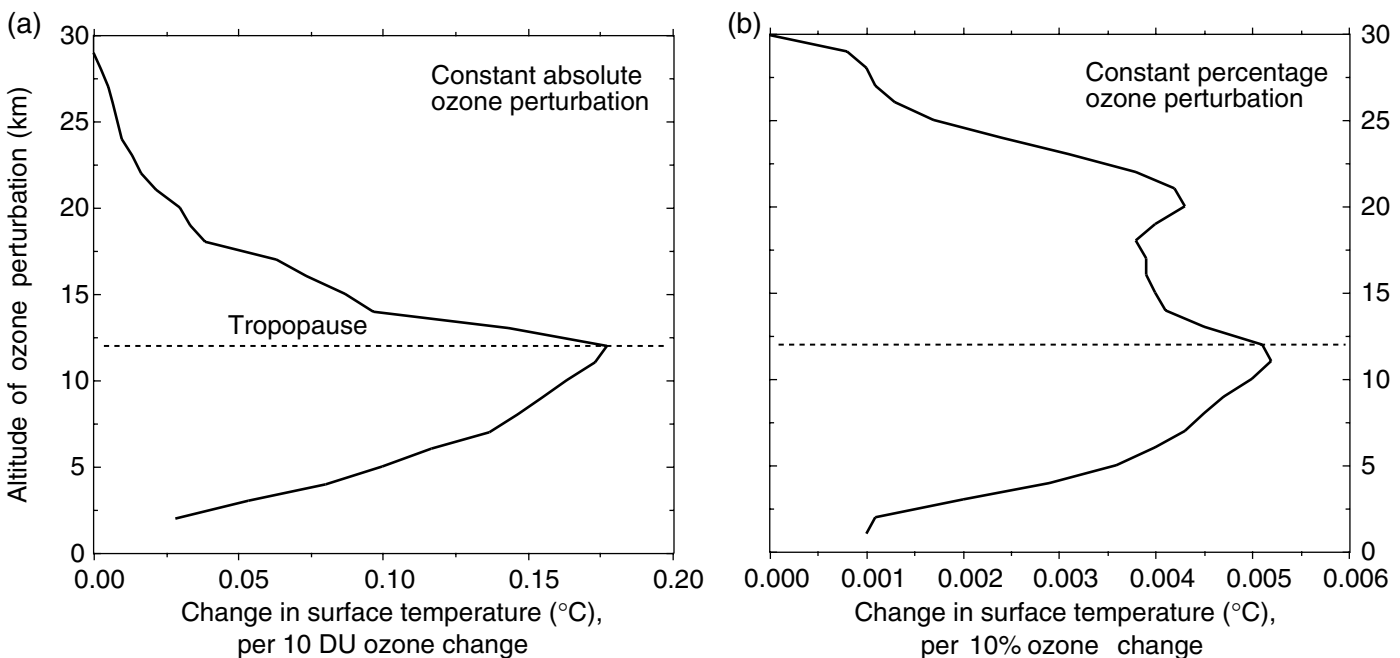 (a)
30
25
20
15
10
5
0
Altitude of ozone perturbation (km)
Constant absolute
ozone perturbation
Tropopause
0.00 0.05 0.10 0.15 0.20
Change in surface temperature (°C),
per 10 DU ozone change
(b)
Constant percentage
ozone perturbation
30
25
20
15
10
5
0
0.000 0.001 0.002 0.003 0.004 0.005 0.006
Change in surface temperature (°C),
per 10% ozone change